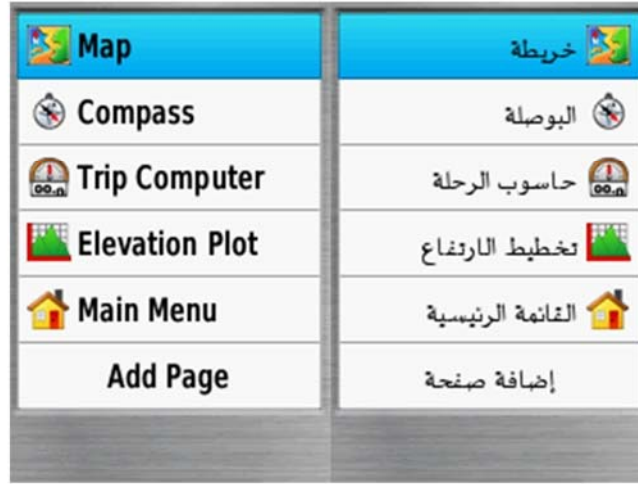 Map
Compass
Trip Computer
Elevation Plot
Main Menu
Add Page
خريطة
البوصلة
حاسوب الرحلة
تخطيط الارتفاع
القائمة الرئيسية
إضافة صفحة